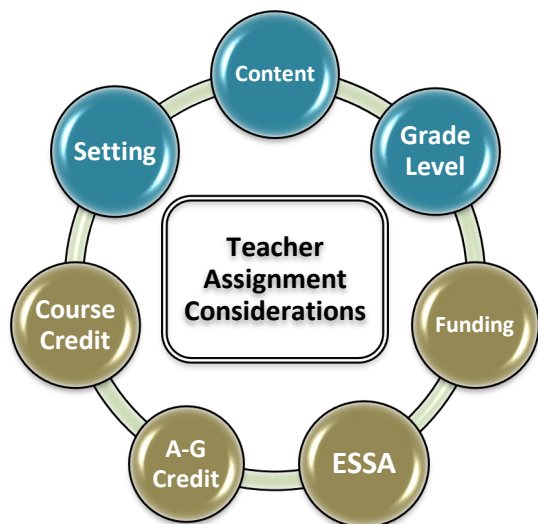 Content
Grade
Level
Funding
ESSA
A-G
Credit
Course
Credit
Setting
Teacher
Assignment
Considerations